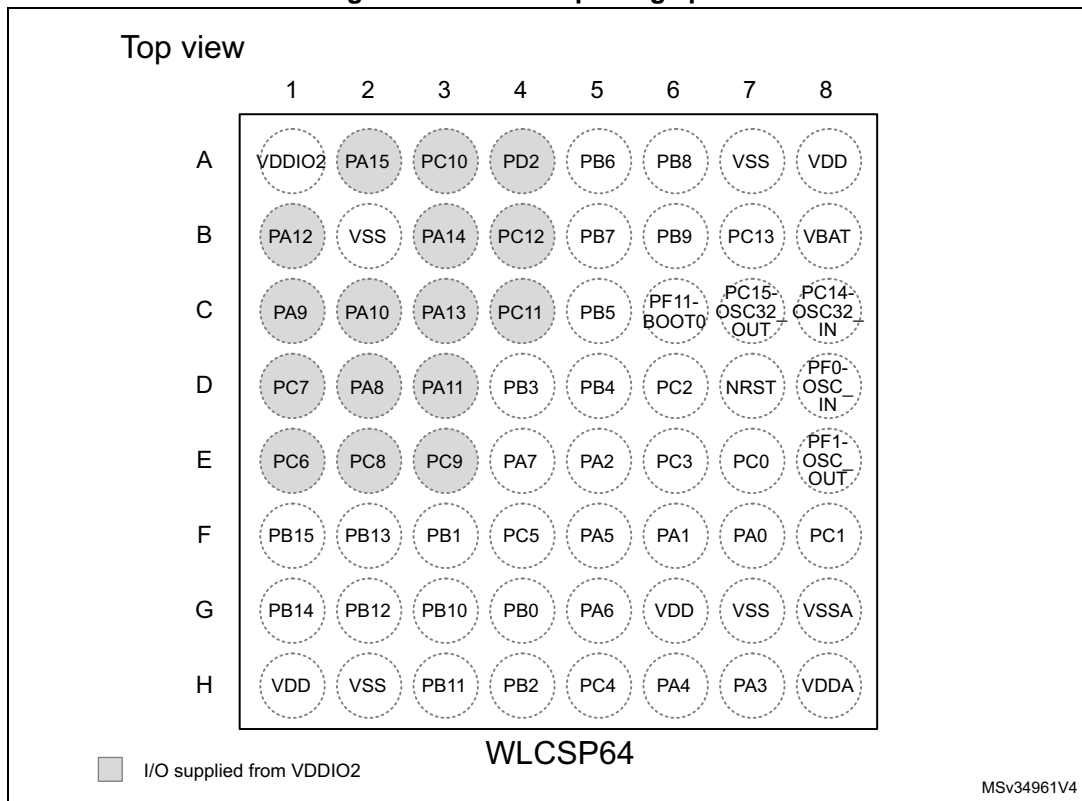 Top view
1 2 3 4 5 6 7 8
A VDDIO2 PA15 PC10 PD2 PB6 PB8 VSS VDD
B PA12 VSS PA14 PC12 PB7 PB9 PC13 VBAT
C PA9 PA10 PA13 PC11 PB5 PF11-BOOT0 PC15-OSC32_OUT PC14-OSC32_IN
D PC7 PA8 PA11 PB3 PB4 PC2 NRST PF0-OSC_IN
E PC6 PC8 PC9 PA7 PA2 PC3 PC0 PF1-OSC_OUT
F PB15 PB13 PB1 PC5 PA5 PA1 PA0 PC1
G PB14 PB12 PB10 PB0 PA6 VDD VSS VSSA
H VDD VSS PB11 PB2 PC4 PA4 PA3 VDDA
WLCSP64
I/O supplied from VDDIO2
MSv34961V4